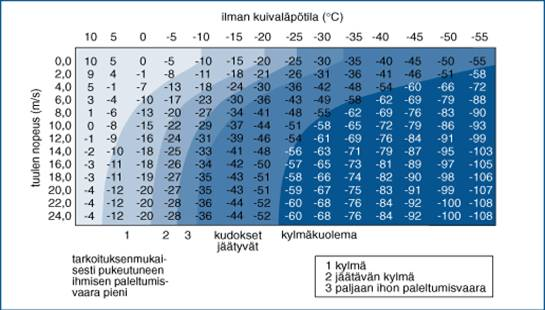 ilman kuivaläpötila (°C)
10 5 0 -5 -10 -15 -20 -25 -30 -35 -40 -45 -50 -55
tuulen nopeus (m/s)
0,0 10 5 0 -5 -10 -15 -20 -25 -30 -35 -40 -45 -50 -55
2,0 9 4 -1 -8 -11 -18 -21 -26 -31 -36 -41 -46 -51 -58
4,0 5 -1 -7 -13 -18 -24 -30 -36 -42 -48 -54 -60 -66 -72
6,0 3 -4 -10 -17 -23 -30 -36 -43 -49 -58 -62 -69 -79 -88
8,0 1 -6 -13 -20 -27 -34 -41 -48 -55 -62 -69 -76 -83 -90
10,0 0 -8 -15 -22 -29 -37 -44 -51 -58 -65 -72 -79 -86 -93
12,0 -1 -9 -16 -24 -31 -39 -46 -54 -61 -69 -76 -84 -91 -99
14,0 -2 -10 -18 -25 -33 -41 -48 -56 -63 -71 -79 -87 -95 -103
16,0 -3 -11 -18 -26 -34 -42 -50 -57 -65 -73 -81 -89 -97 -105
18,0 -3 -11 -19 -27 -35 -43 -51 -58 -66 -74 -82 -90 -98 -106
20,0 -4 -12 -20 -27 -35 -43 -51 -59 -67 -75 -83 -91 -99 -107
22,0 -4 -12 -20 -28 -36 -44 -52 -60 -68 -76 -84 -92 -100 -108
24,0 -4 -12 -20 -28 -36 -44 -52 -60 -68 -76 -84 -92 -100 -108
1 2 3 kudokset kylmäkuolema
jäätyvät
tarkoituksenmukai-
sesti pukeutuneen
ihmisen paleltumis-
vaara pieni
1 kylmä
2 jäätävän kylmä
3 paljaan ihon paleltumisvaara